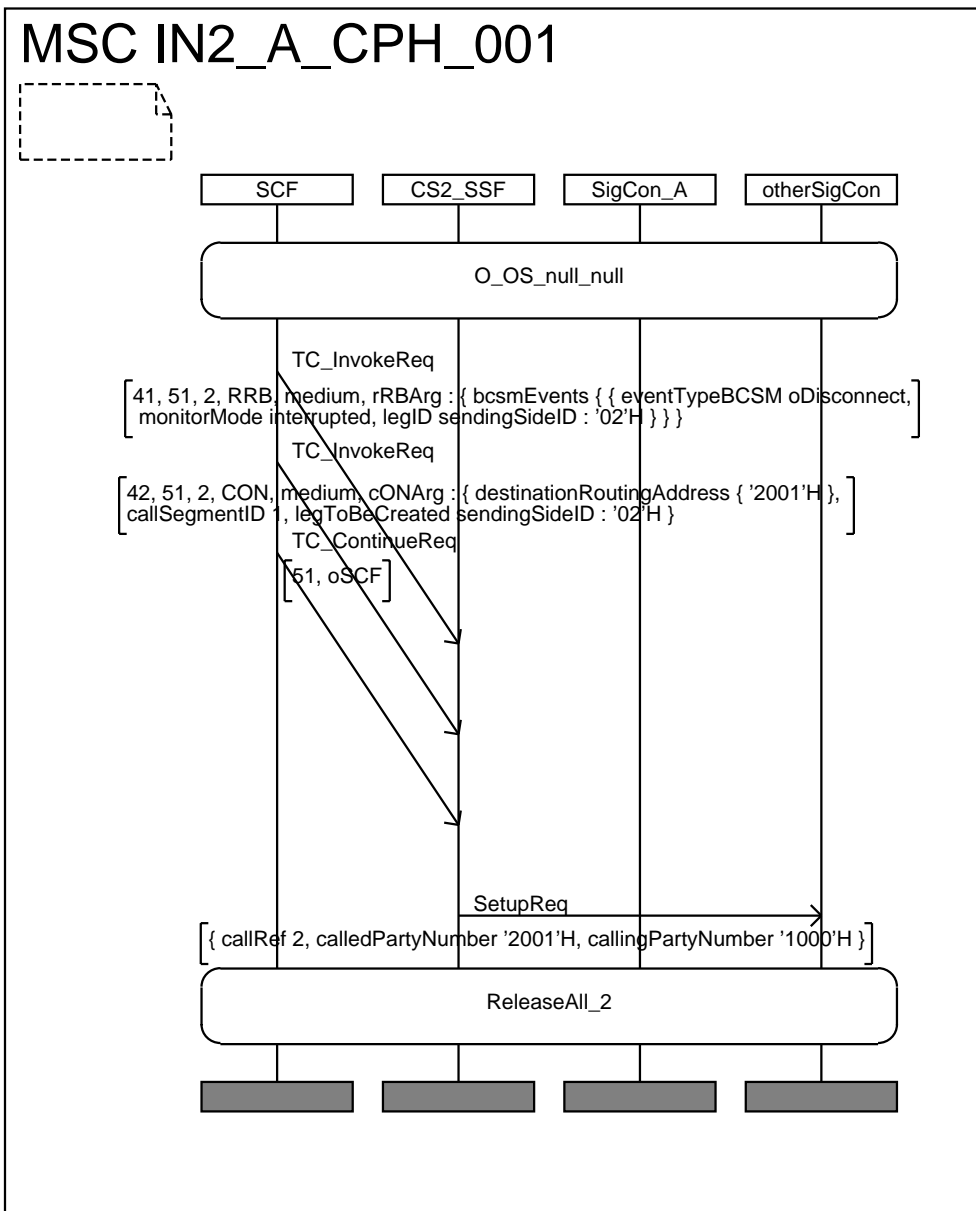 MSC IN2_A_CPH_001
SCF
CS2_SSF
SigCon_A
otherSigCon
O_OS_null_null
TC_InvokeReq
41, 51, 2, RRB, medium, rRBArg : { bcsmEvents { { eventTypeBCSM oDisconnect,
monitorMode interrupted, legID sendingSideID : '02'H } } }
TC_InvokeReq
42, 51, 2, CON, medium, cONArg : { destinationRoutingAddress { '2001'H },
callSegmentID 1, legToBeCreated sendingSideID : '02'H }
TC_ContinueReq
51, oSCF
SetupReq
{ callRef 2, calledPartyNumber '2001'H, callingPartyNumber '1000'H }
ReleaseAll_2